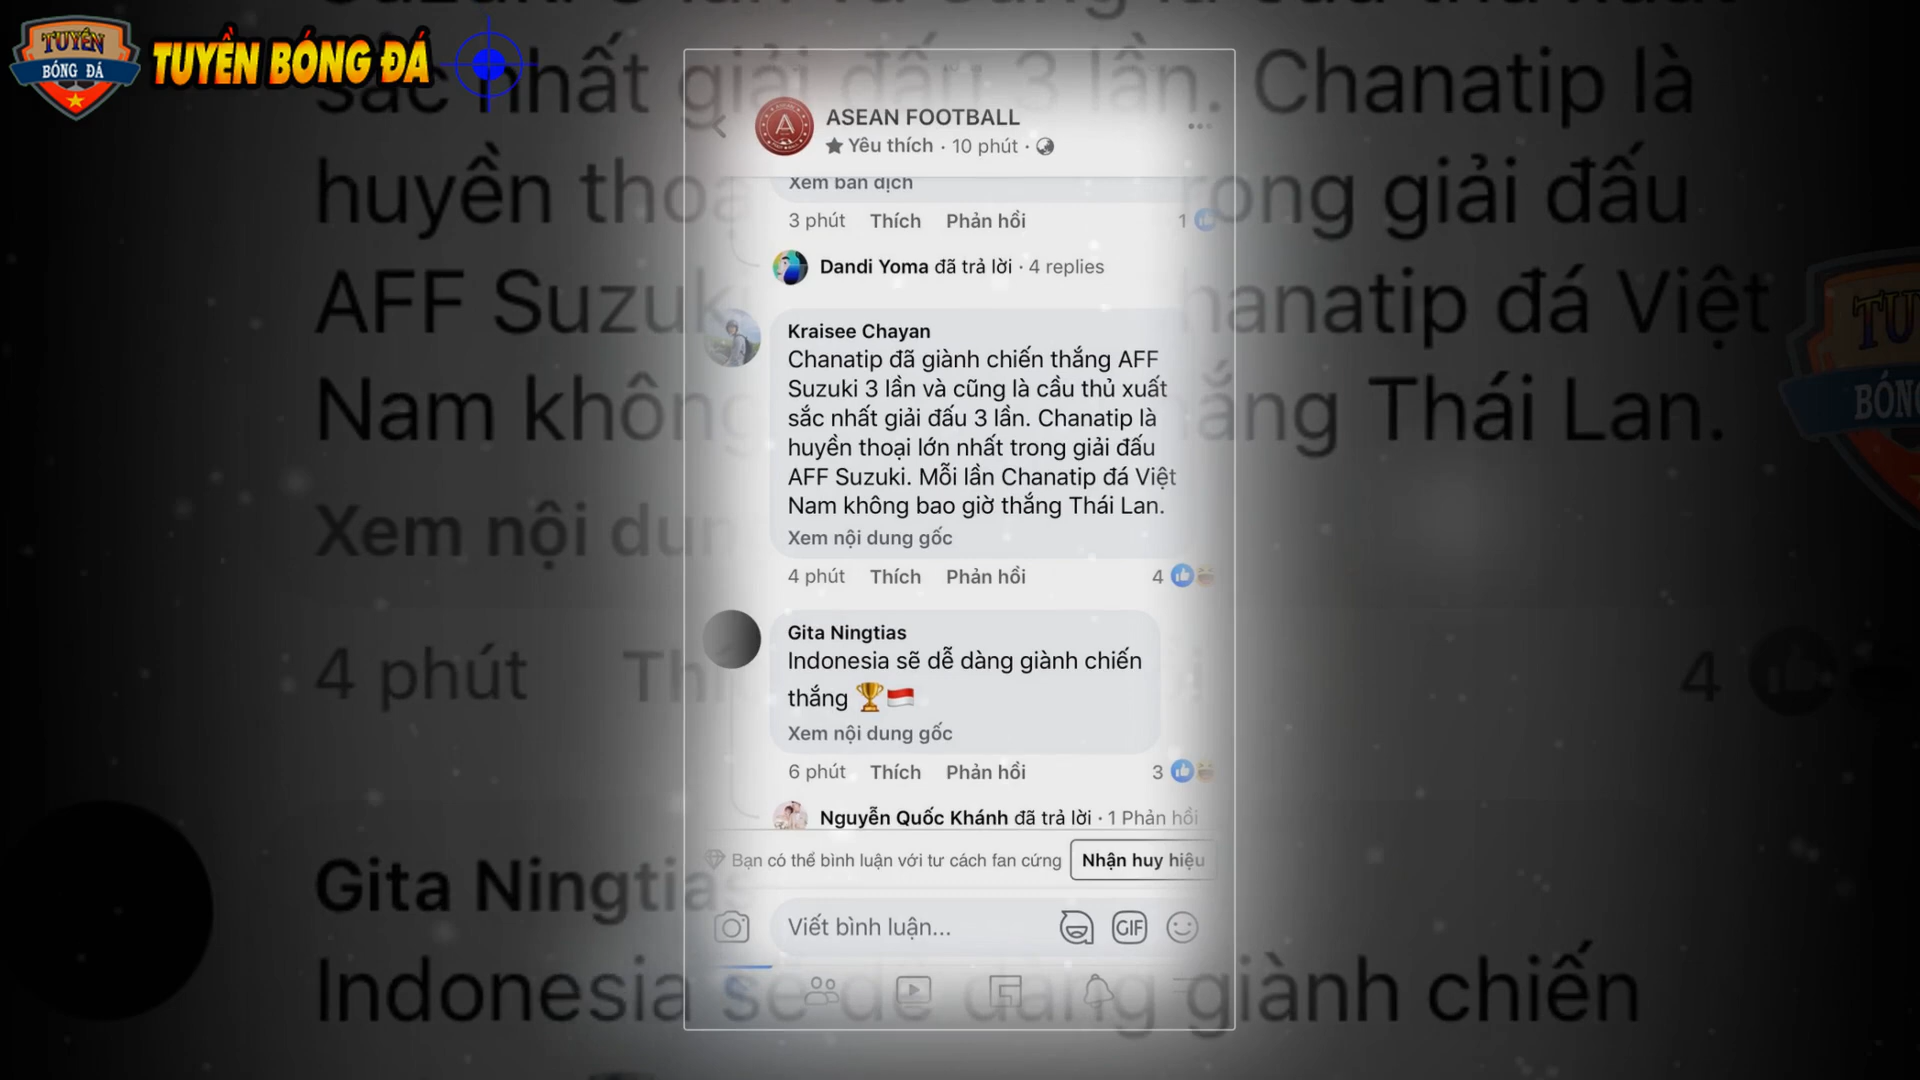 TUYỀN
BÓNG ĐÁ
TUYỀN BÓNG ĐÁ
ASEAN FOOTBALL
Yêu thích · 10 phút ·
Xem bản dịch
3 phút Thích Phản hồi 1
Dandi Yoma đã trả lời · 4 replies
Kraisee Chayan
Chanatip đã giành chiến thắng AFF
Suzuki 3 lần và cũng là cầu thủ xuất
sắc nhất giải đấu 3 lần. Chanatip là
huyền thoại lớn nhất trong giải đấu
AFF Suzuki. Mỗi lần Chanatip đá Việt
Nam không bao giờ thắng Thái Lan.
Xem nội dung gốc
4 phút Thích Phản hồi 4
Gita Ningtias
Indonesia sẽ dễ dàng giành chiến
thắng 🏆🇮🇩
Xem nội dung gốc
6 phút Thích Phản hồi 3
Nguyễn Quốc Khánh đã trả lời · 1 Phản hồi
Bạn có thể bình luận với tư cách fan cứng Nhận huy hiệu
Viết bình luận...
GIF